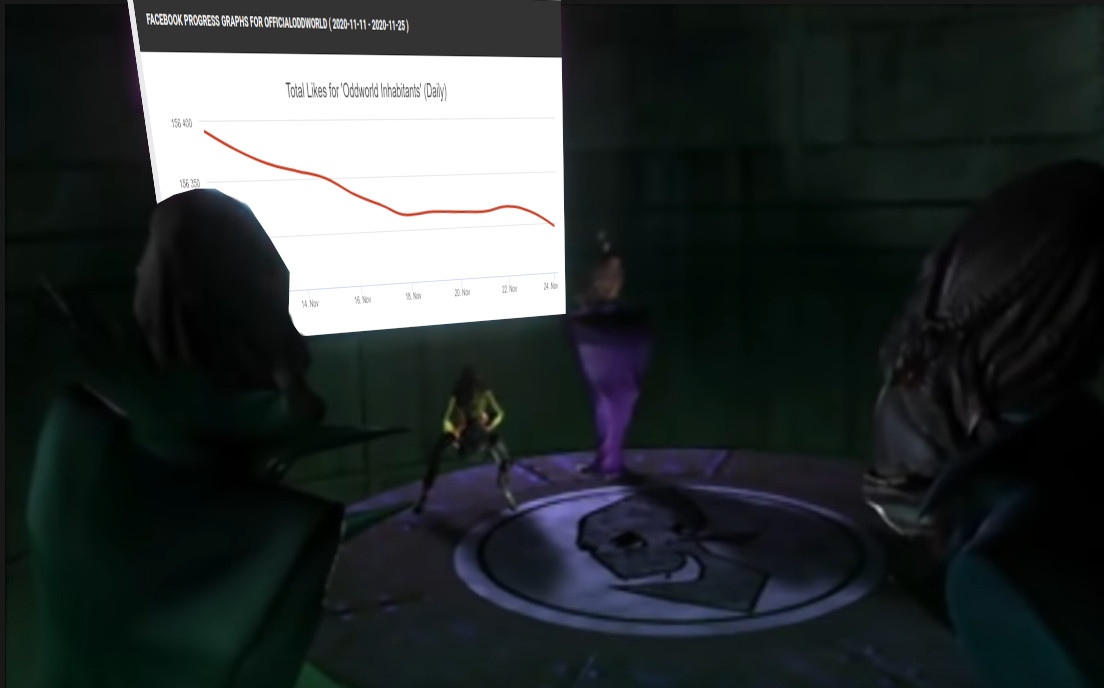 FACEBOOK PROGRESS GRAPHS FOR OFFICIALODDWORLD ( 2020-11-11 - 2020-11-25 )
Total Likes for 'Oddworld Inhabitants' (Daily)
156 400
156 350
14. Nov 16. Nov 18. Nov 20. Nov 22. Nov 24. Nov